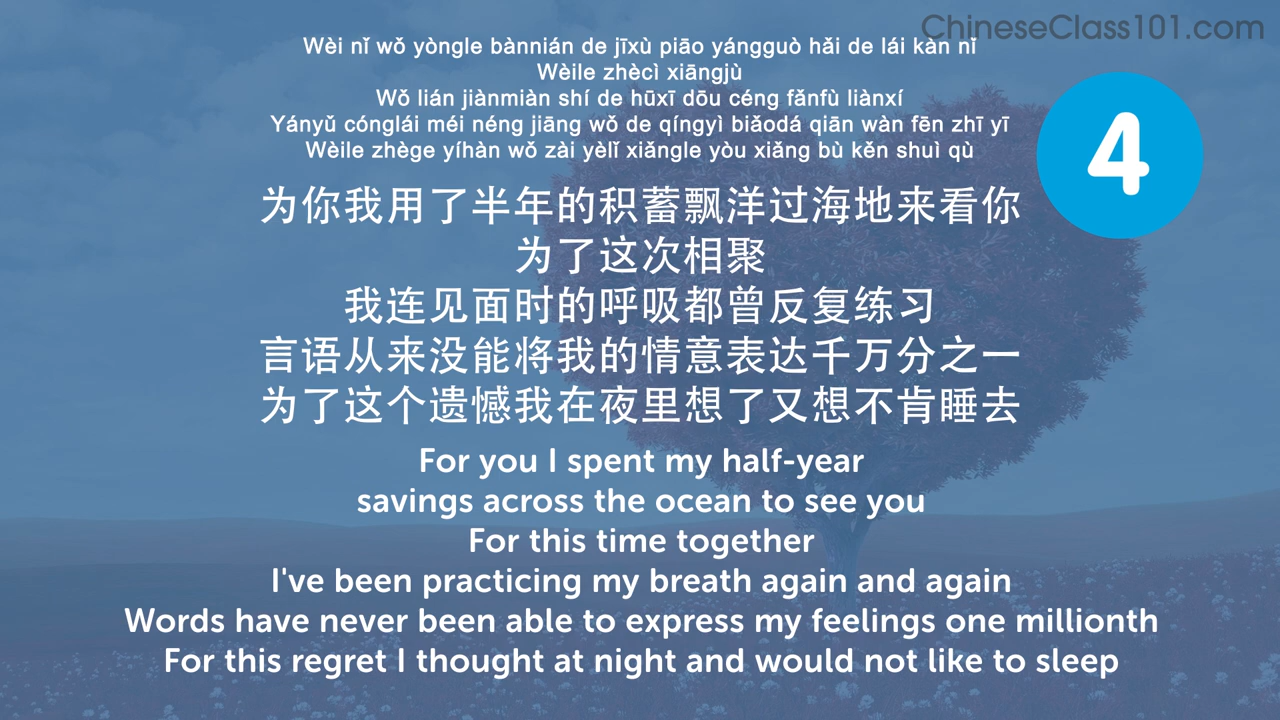 ChineseClass101.com
Wèi nǐ wǒ yòngle bànnián de jīxù piāo yángguò hǎi de lái kàn nǐ
Wèile zhècì xiāngjù
Wǒ lián jiànmiàn shí de hūxī dōu céng fǎnfù liànxí
Yányǔ cónglái méi néng jiāng wǒ de qíngyì biǎodá qiān wàn fēn zhī yī
Wèile zhège yíhàn wǒ zài yèlǐ xiǎngle yòu xiǎng bù kěn shuì qù
4
为你我用了半年的积蓄飘洋过海地来看你
为了这次相聚
我连见面时的呼吸都曾反复练习
言语从来没能将我的情意表达千万分之一
为了这个遗憾我在夜里想了又想不肯睡去
For you I spent my half-year
savings across the ocean to see you
For this time together
I've been practicing my breath again and again
Words have never been able to express my feelings one millionth
For this regret I thought at night and would not like to sleep